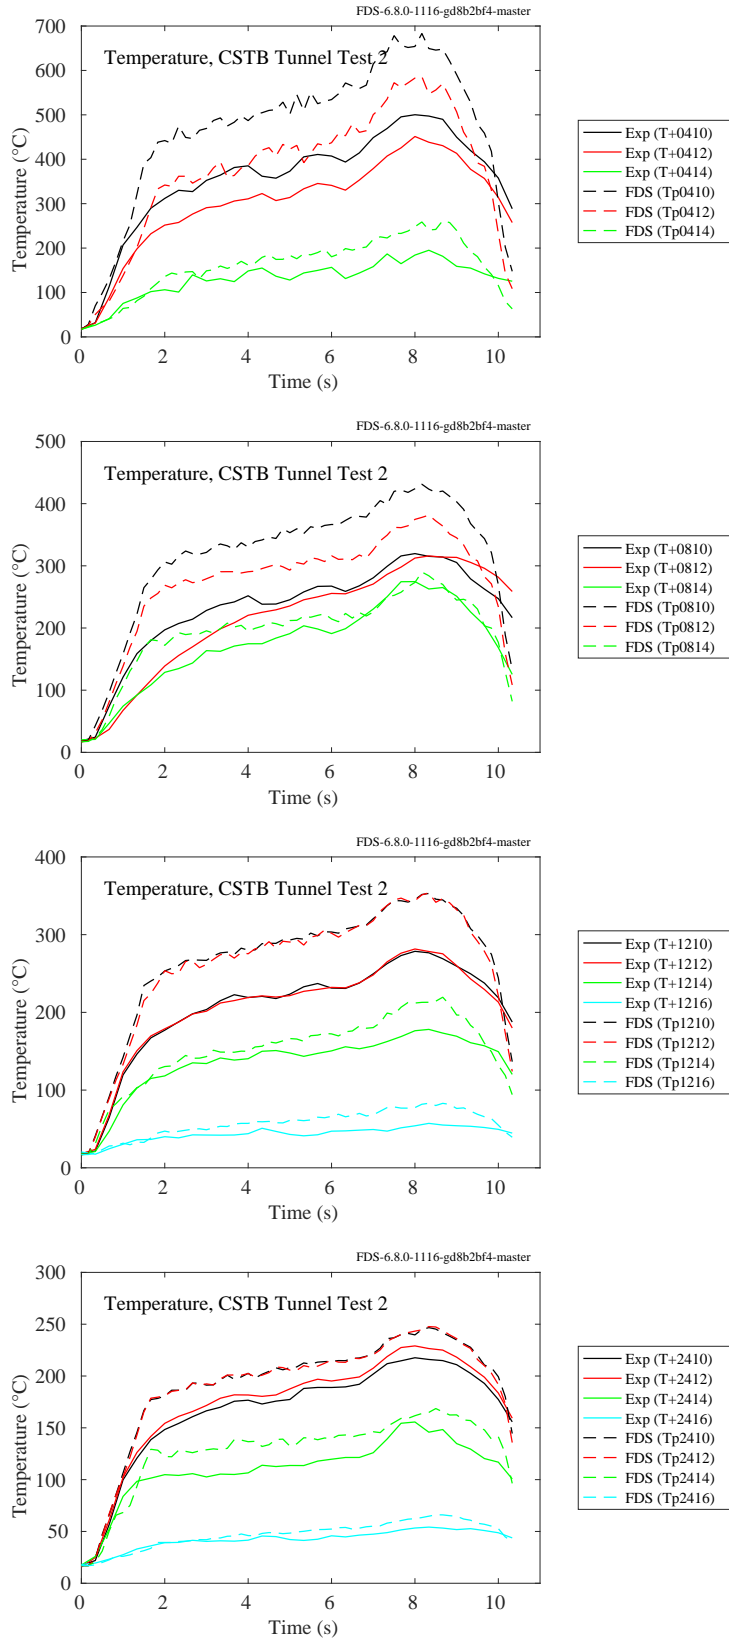 FDS-6.8.0-1116-gd8b2bf4-master
Temperature, CSTB Tunnel Test 2
700
600
500
400
300
200
100
0
Temperature (°C)
0 2 4 6 8 10
Time (s)
Exp (T+0410)
Exp (T+0412)
Exp (T+0414)
FDS (Tp0410)
FDS (Tp0412)
FDS (Tp0414)
FDS-6.8.0-1116-gd8b2bf4-master
Temperature, CSTB Tunnel Test 2
500
400
300
200
100
0
Temperature (°C)
0 2 4 6 8 10
Time (s)
Exp (T+0810)
Exp (T+0812)
Exp (T+0814)
FDS (Tp0810)
FDS (Tp0812)
FDS (Tp0814)
FDS-6.8.0-1116-gd8b2bf4-master
Temperature, CSTB Tunnel Test 2
400
300
200
100
0
Temperature (°C)
0 2 4 6 8 10
Time (s)
Exp (T+1210)
Exp (T+1212)
Exp (T+1214)
Exp (T+1216)
FDS (Tp1210)
FDS (Tp1212)
FDS (Tp1214)
FDS (Tp1216)
FDS-6.8.0-1116-gd8b2bf4-master
Temperature, CSTB Tunnel Test 2
300
250
200
150
100
50
0
Temperature (°C)
0 2 4 6 8 10
Time (s)
Exp (T+2410)
Exp (T+2412)
Exp (T+2414)
Exp (T+2416)
FDS (Tp2410)
FDS (Tp2412)
FDS (Tp2414)
FDS (Tp2416)